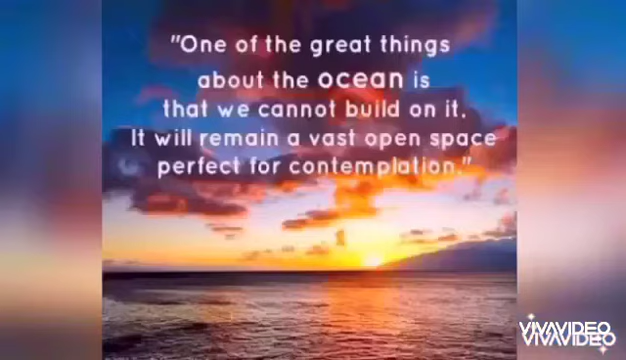 "One of the great things
about the ocean is
that we cannot build on it.
It will remain a vast open space
perfect for contemplation."
VIVAVIDEO
VIVAVIDEO